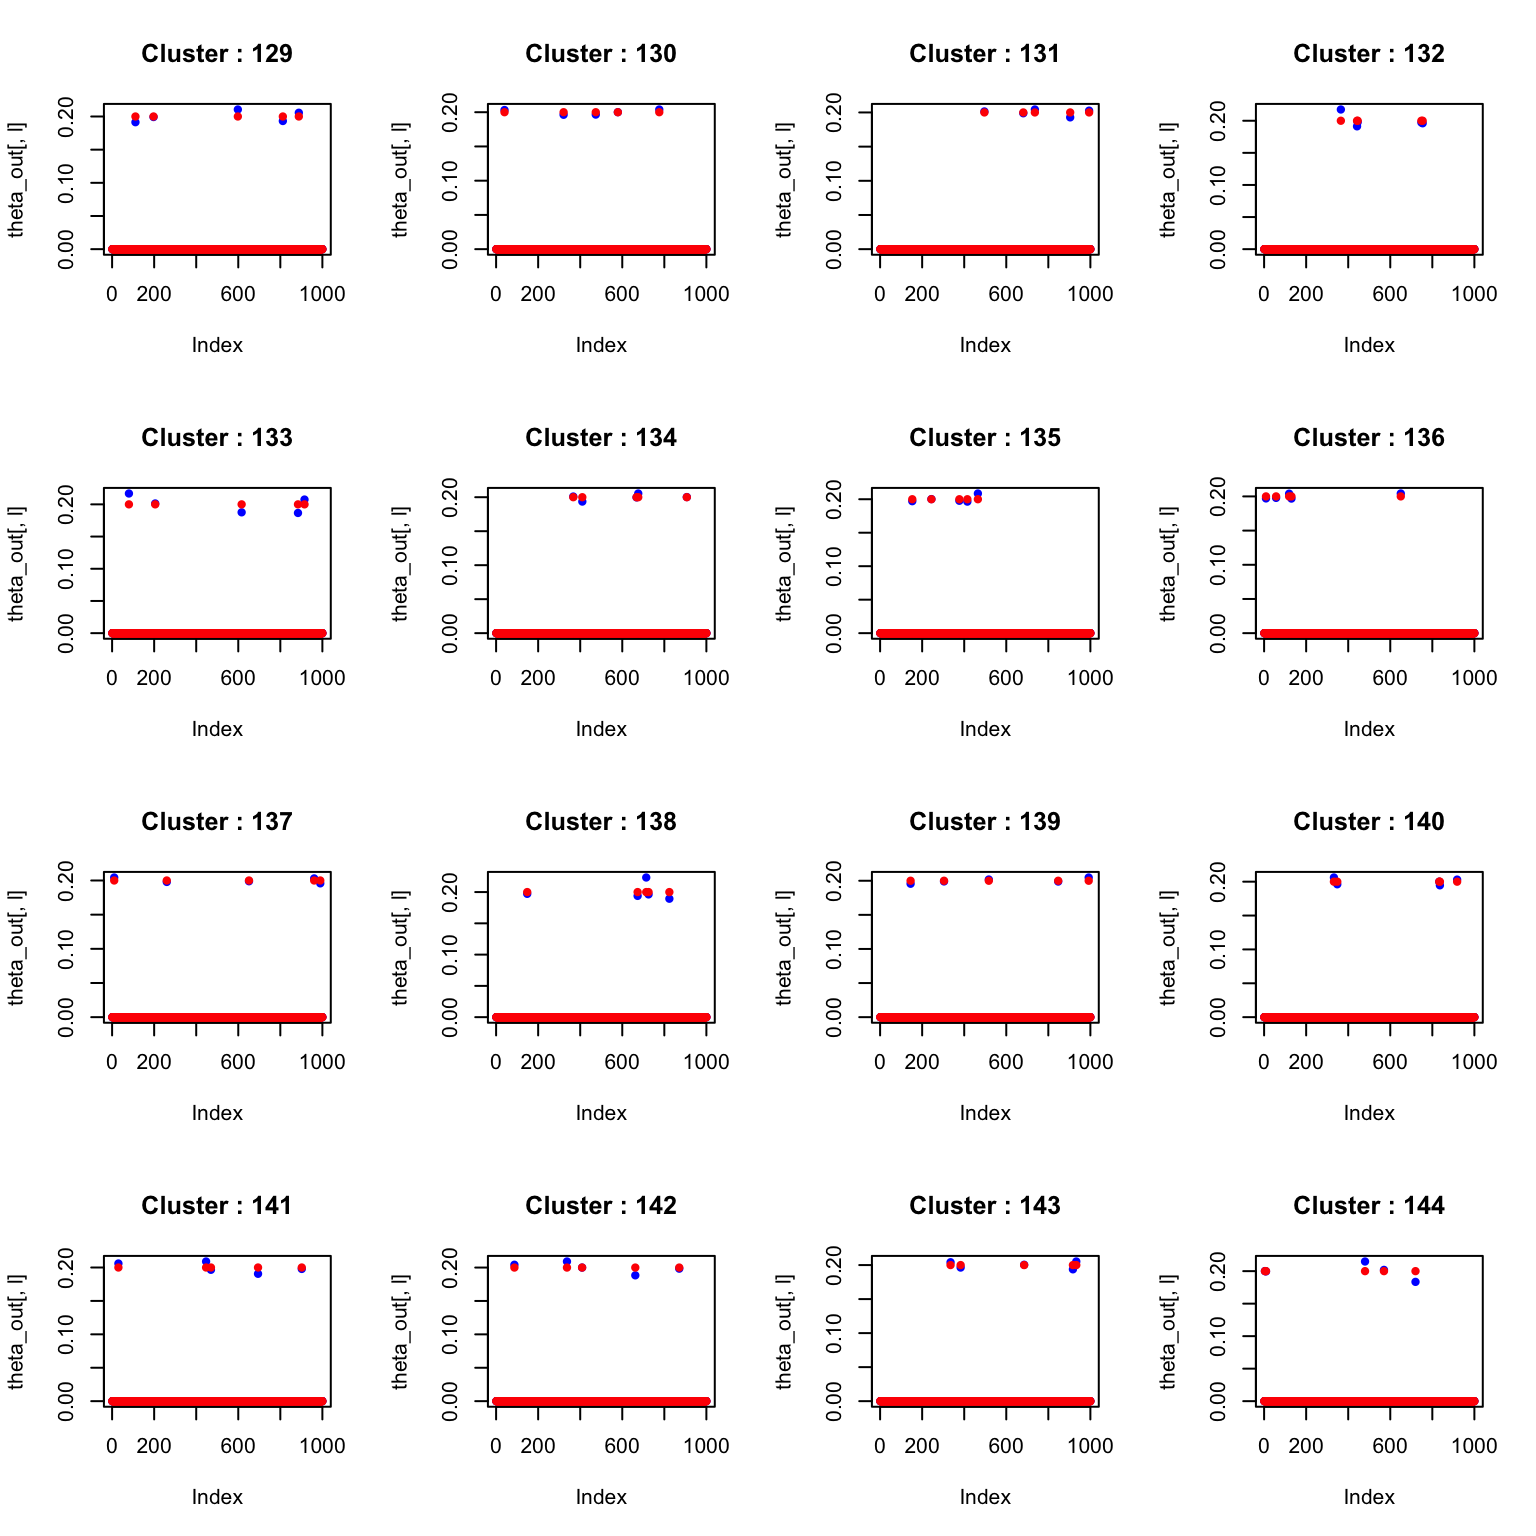 Cluster : 129
theta_out[, l]
0.00 0.10 0.20
0 200 600 1000
Index
Cluster : 130
theta_out[, l]
0.00 0.10 0.20
0 200 600 1000
Index
Cluster : 131
theta_out[, l]
0.00 0.10 0.20
0 200 600 1000
Index
Cluster : 132
theta_out[, l]
0.00 0.10 0.20
0 200 600 1000
Index
Cluster : 133
theta_out[, l]
0.00 0.10 0.20
0 200 600 1000
Index
Cluster : 134
theta_out[, l]
0.00 0.10 0.20
0 200 600 1000
Index
Cluster : 135
theta_out[, l]
0.00 0.10 0.20
0 200 600 1000
Index
Cluster : 136
theta_out[, l]
0.00 0.10 0.20
0 200 600 1000
Index
Cluster : 137
theta_out[, l]
0.00 0.10 0.20
0 200 600 1000
Index
Cluster : 138
theta_out[, l]
0.00 0.10 0.20
0 200 600 1000
Index
Cluster : 139
theta_out[, l]
0.00 0.10 0.20
0 200 600 1000
Index
Cluster : 140
theta_out[, l]
0.00 0.10 0.20
0 200 600 1000
Index
Cluster : 141
theta_out[, l]
0.00 0.10 0.20
0 200 600 1000
Index
Cluster : 142
theta_out[, l]
0.00 0.10 0.20
0 200 600 1000
Index
Cluster : 143
theta_out[, l]
0.00 0.10 0.20
0 200 600 1000
Index
Cluster : 144
theta_out[, l]
0.00 0.10 0.20
0 200 600 1000
Index